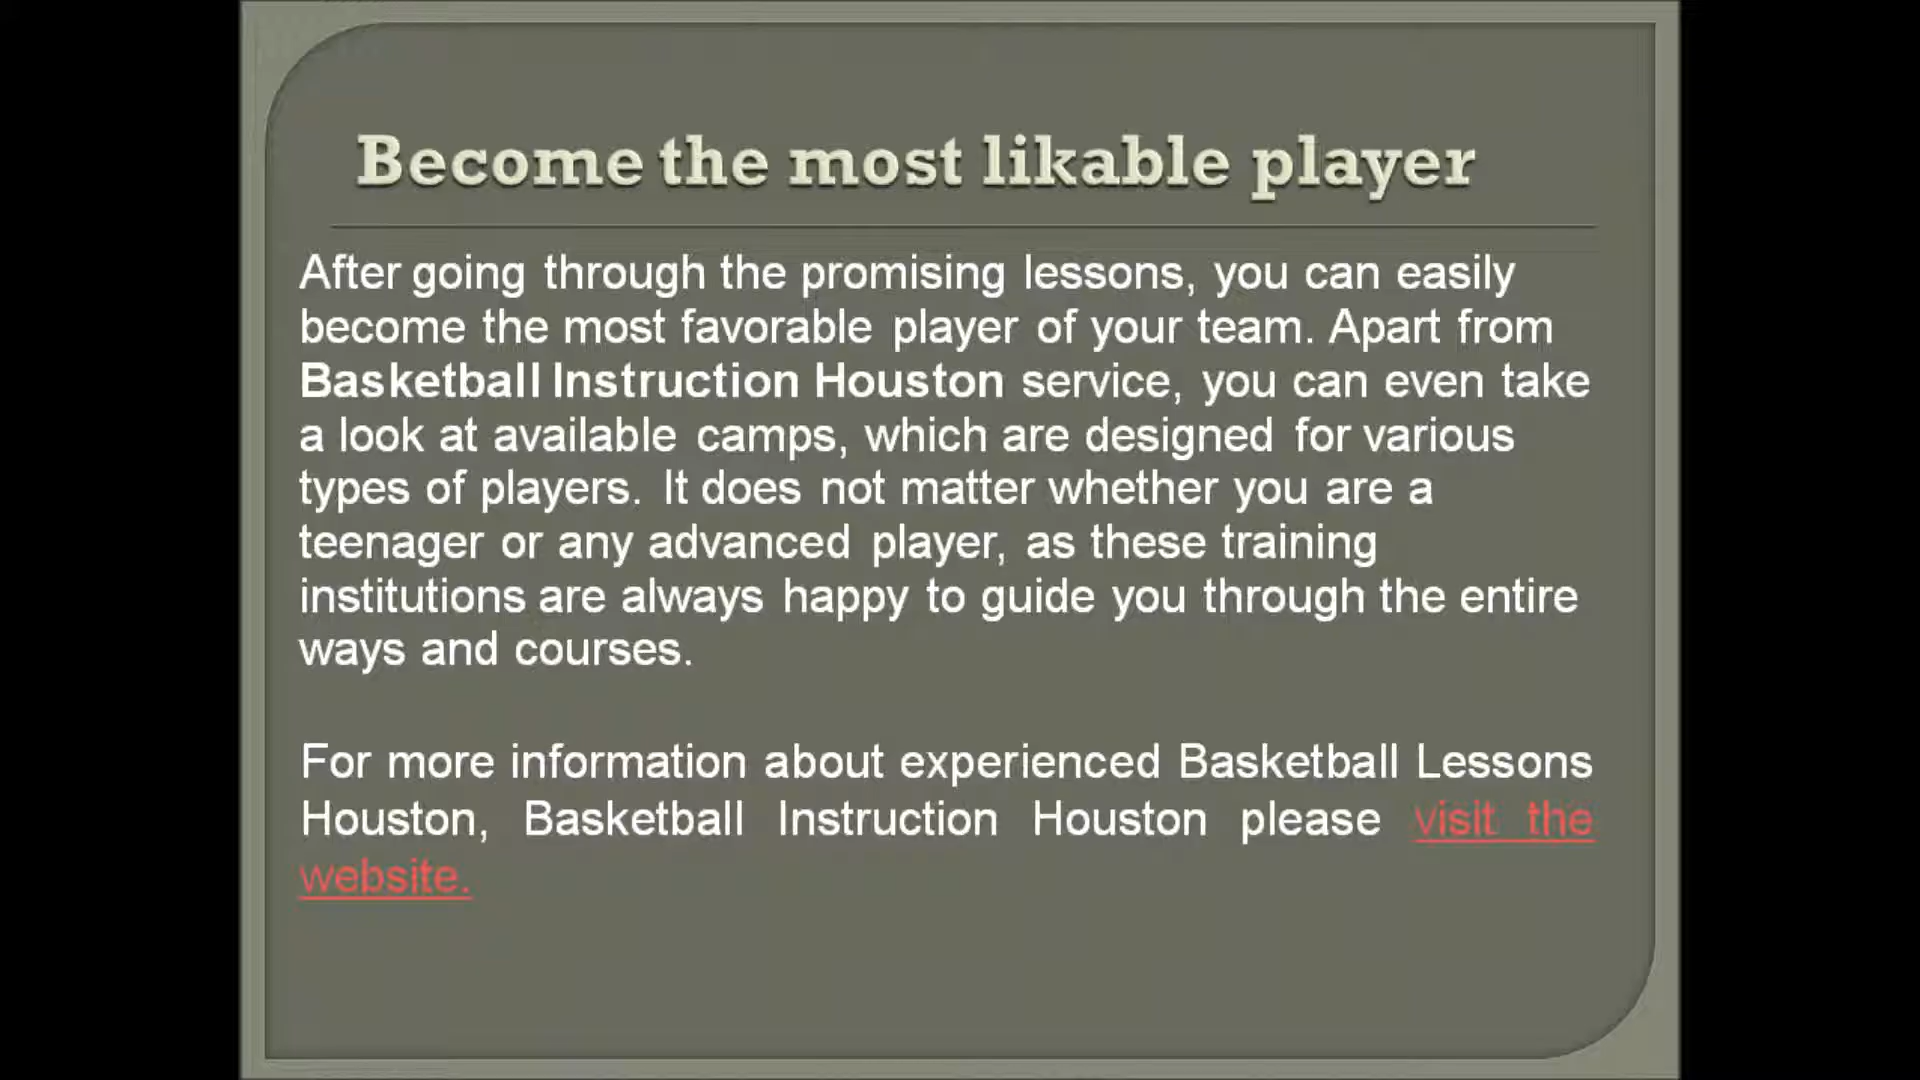 Become the most likable player
After going through the promising lessons, you can easily
become the most favorable player of your team. Apart from
Basketball Instruction Houston service, you can even take
a look at available camps, which are designed for various
types of players. It does not matter whether you are a
teenager or any advanced player, as these training
institutions are always happy to guide you through the entire
ways and courses.
For more information about experienced Basketball Lessons
Houston, Basketball Instruction Houston please visit the
website.